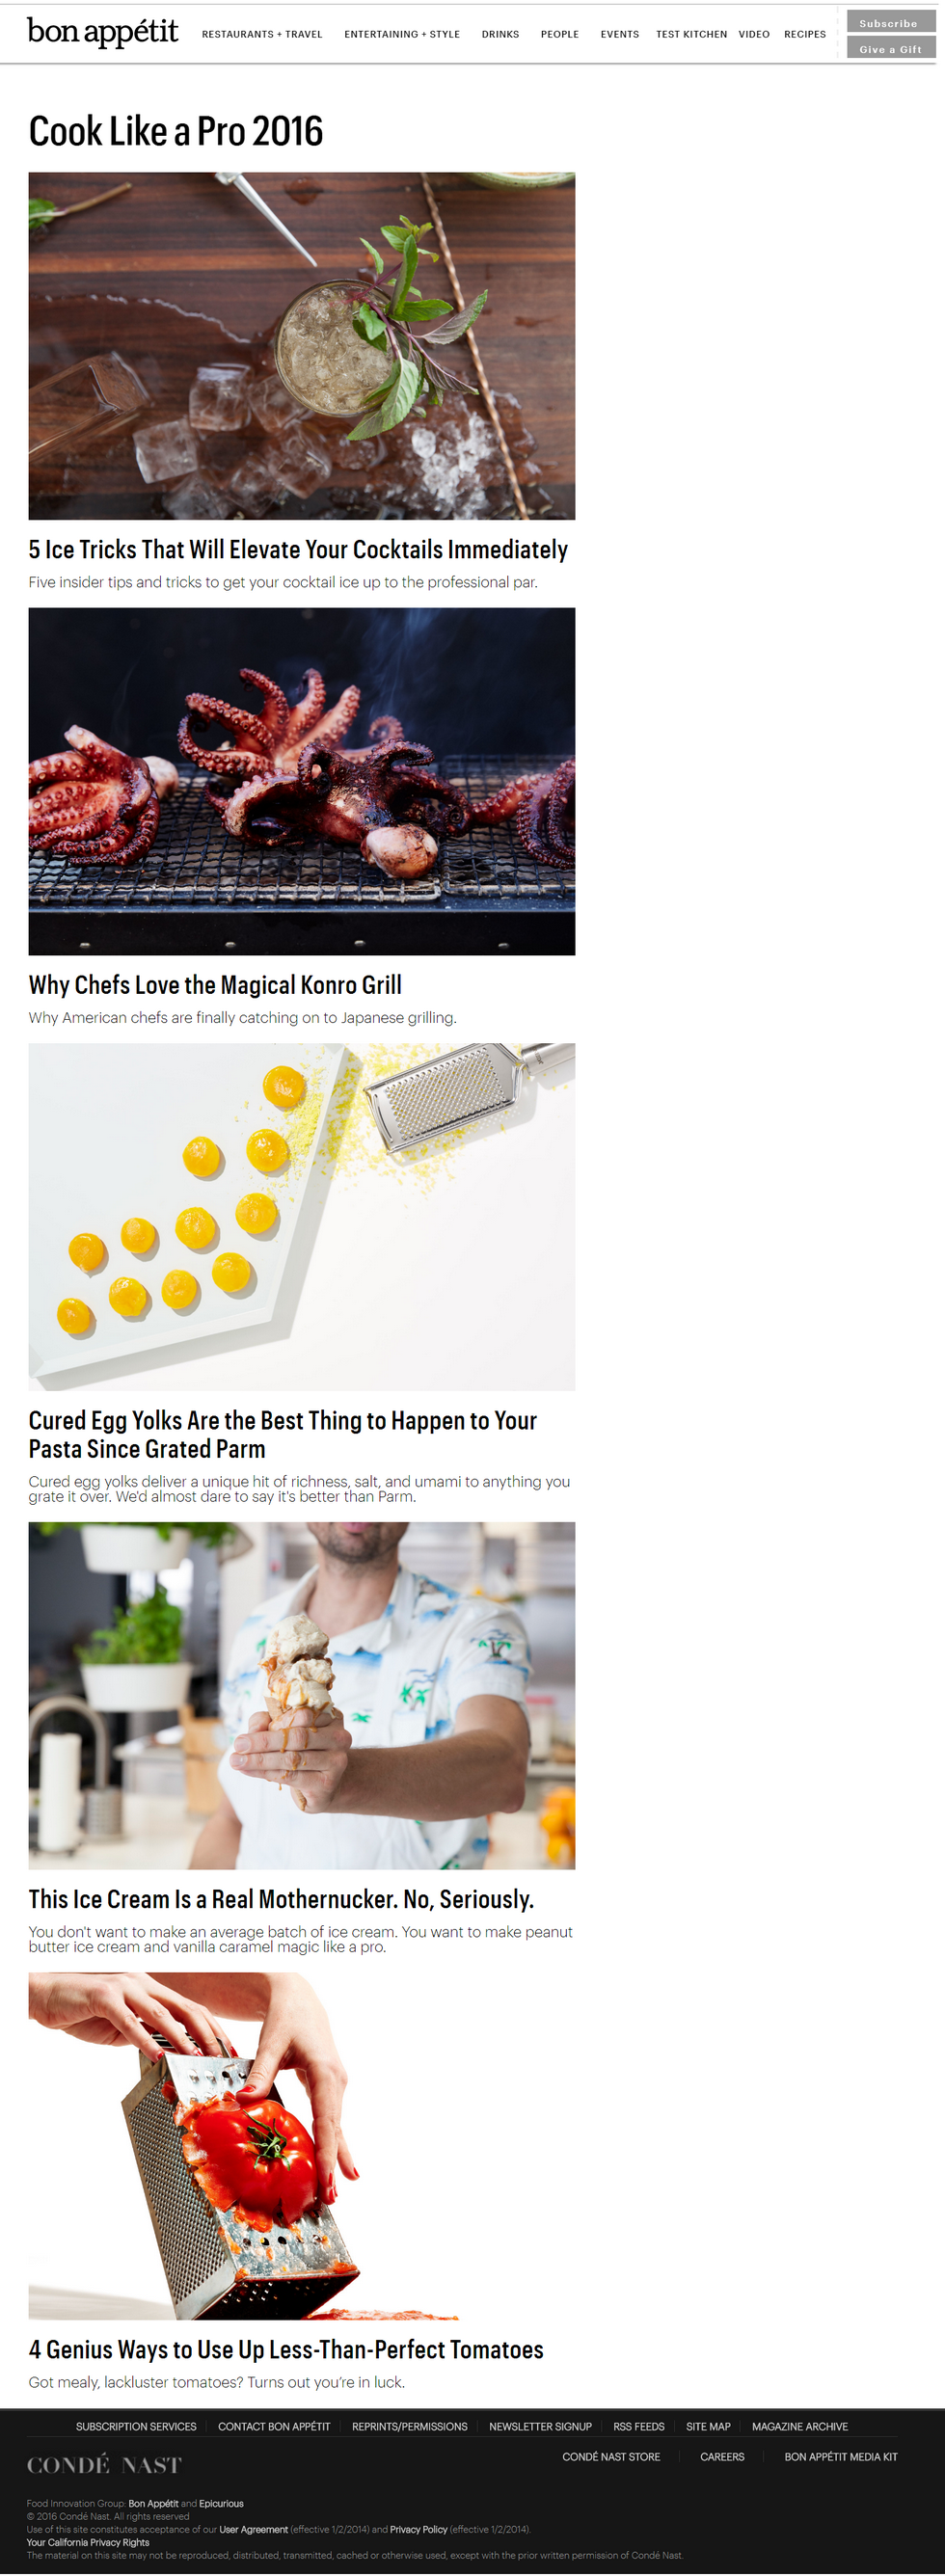 bon appétit
RESTAURANTS + TRAVEL ENTERTAINING + STYLE DRINKS PEOPLE EVENTS TEST KITCHEN VIDEO RECIPES
Subscribe
Give a Gift
Cook Like a Pro 2016
5 Ice Tricks That Will Elevate Your Cocktails Immediately
Five insider tips and tricks to get your cocktail ice up to the professional par.
Why Chefs Love the Magical Konro Grill
Why American chefs are finally catching on to Japanese grilling.
Cured Egg Yolks Are the Best Thing to Happen to Your
Pasta Since Grated Parm
Cured egg yolks deliver a unique hit of richness, salt, and umami to anything you
grate it over. We'd almost dare to say it's better than Parm.
This Ice Cream Is a Real Mothernucker. No, Seriously.
You don't want to make an average batch of ice cream. You want to make peanut
butter ice cream and vanilla caramel magic like a pro.
4 Genius Ways to Use Up Less-Than-Perfect Tomatoes
Got mealy, lackluster tomatoes? Turns out you're in luck.
SUBSCRIPTION SERVICES CONTACT BON APPÉTIT REPRINTS/PERMISSIONS NEWSLETTER SIGNUP RSS FEEDS SITE MAP MAGAZINE ARCHIVE
CONDÉ NAST
CONDÉ NAST STORE CAREERS BON APPÉTIT MEDIA KIT
Food Innovation Group: Bon Appétit and Epicurious
© 2016 Condé Nast. All rights reserved
Use of this site constitutes acceptance of our User Agreement (effective 1/2/2014) and Privacy Policy (effective 1/2/2014).
Your California Privacy Rights
The material on this site may not be reproduced, distributed, transmitted, cached or otherwise used, except with the prior written permission of Condé Nast.